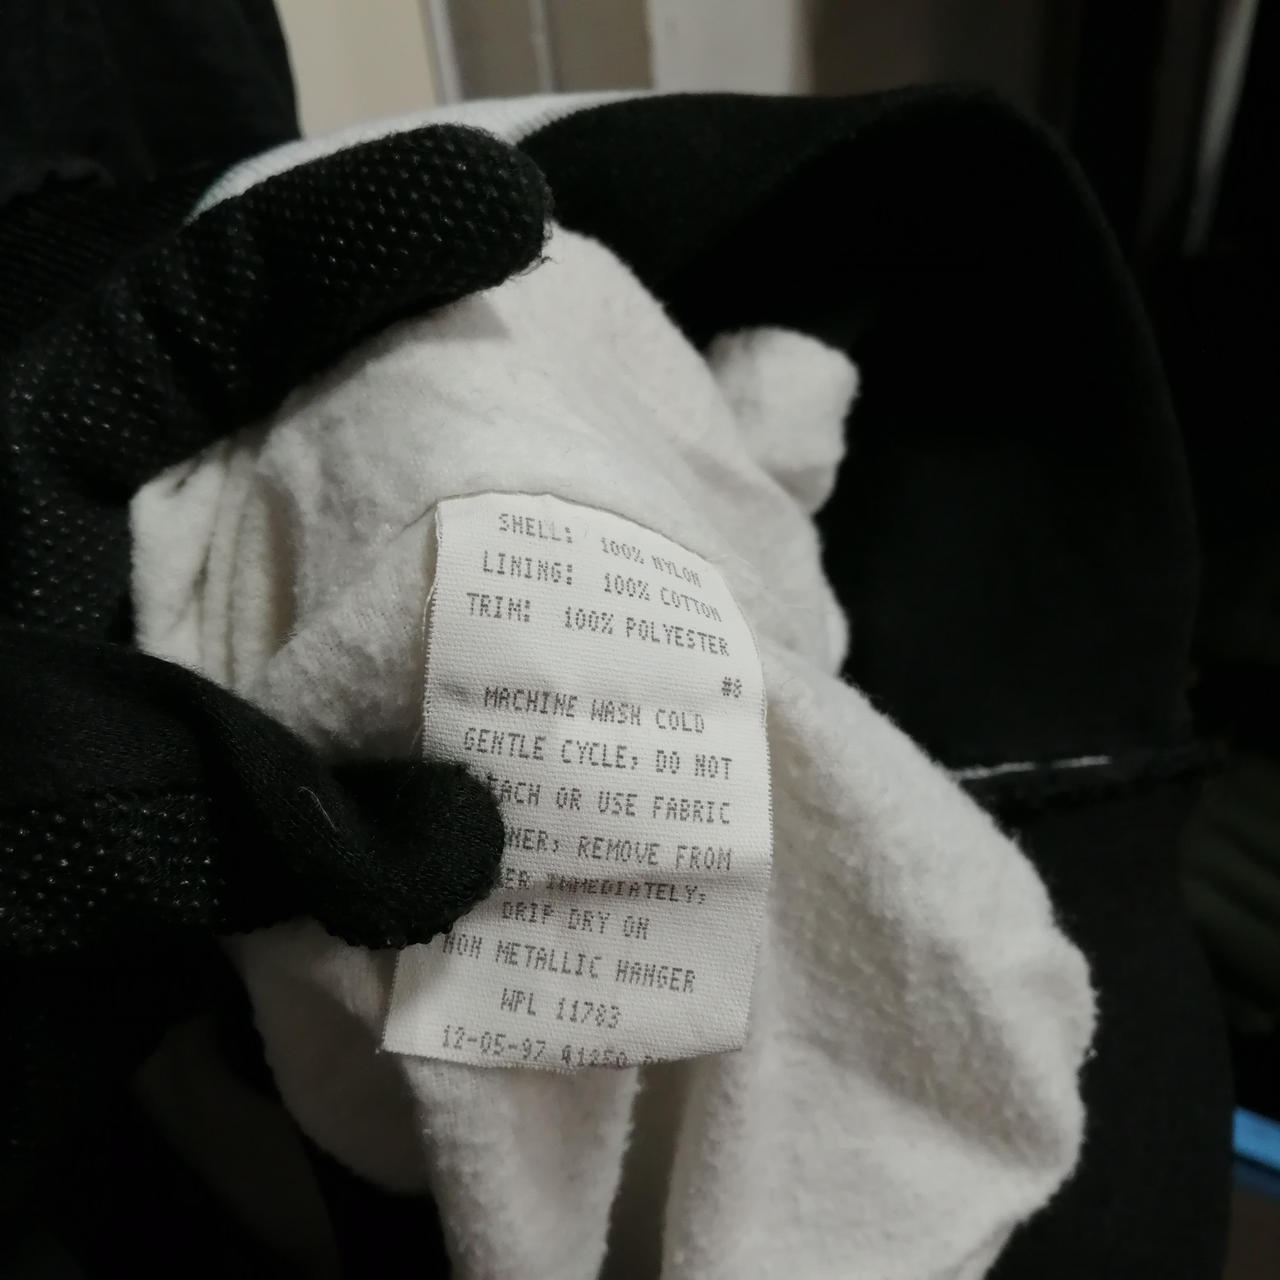 SHELL: 100% NYLON
LINING: 100% COTTON
TRIM: 100% POLYESTER
#8
MACHINE WASH COLD
GENTLE CYCLE; DO NOT
OR USE FABRIC
REMOVE FROM
IMMEDIATELY;
DRIP DRY ON
NON METALLIC HANGER
WPL 11783
12-05-97